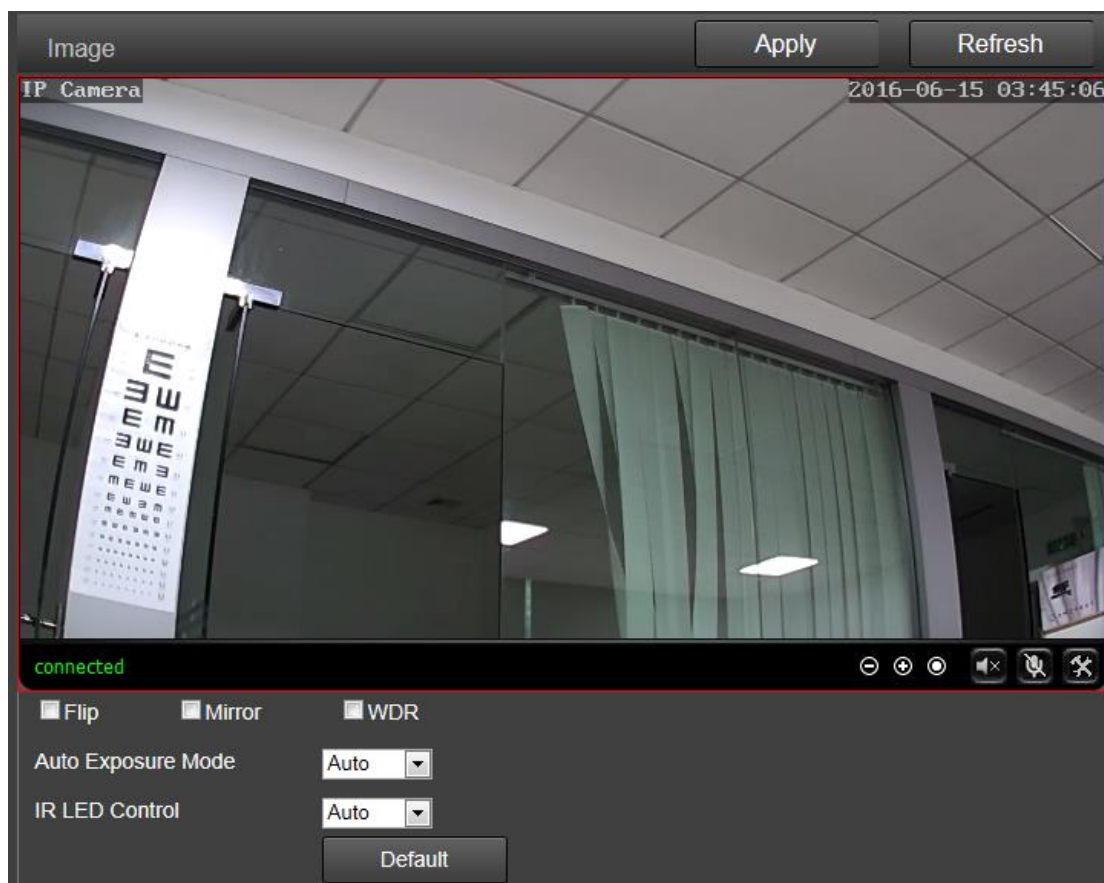 Image
Apply
Refresh
IP Camera
2016-06-15 03:45:06
E
connected
Flip
Mirror
WDR
Auto Exposure Mode
Auto
IR LED Control
Auto
Default